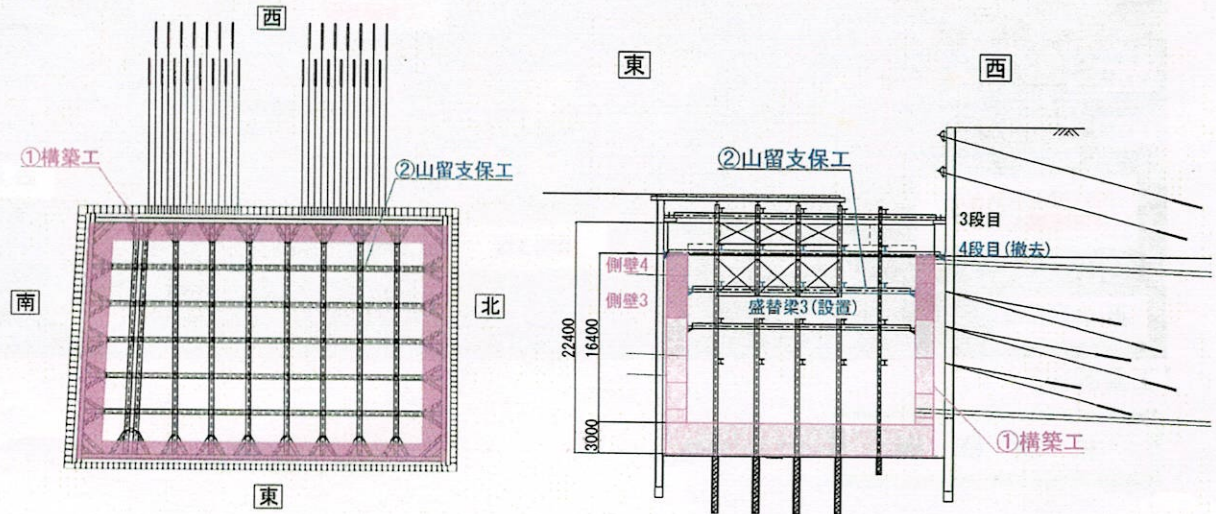 西
①構築工
②山留支保工
南
北
東
東
西
②山留支保工
3段目
4段目(撤去)
側壁4
側壁3
盛替梁3(設置)
22400
16400
3000
①構築工